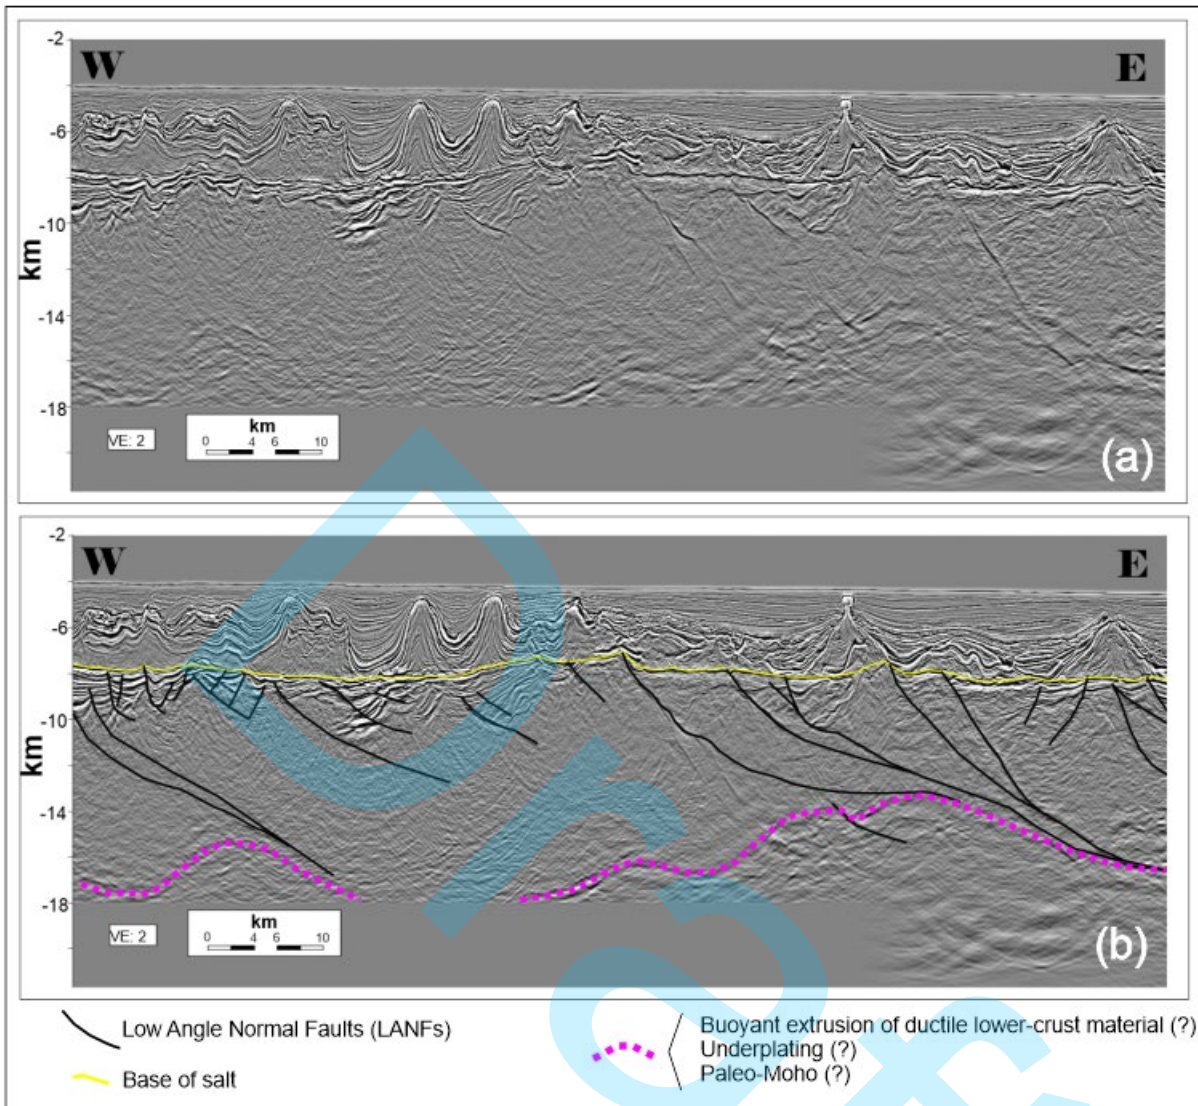 -2
W
E
-6
-10
km
-14
-18
VE: 2
km
0 4 6 10
(a)
-2
W
E
-6
-10
km
-14
-18
VE: 2
km
0 4 6 10
(b)
Low Angle Normal Faults (LANFs)
Base of salt
Buoyant extrusion of ductile lower-crust material (?)
Underplating (?)
Paleo-Moho (?)